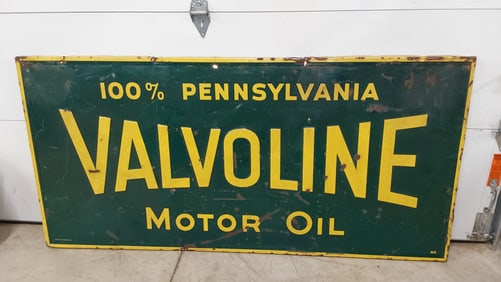 100% PENNSYLVANIA
VALVOLINE
MOTOR OIL